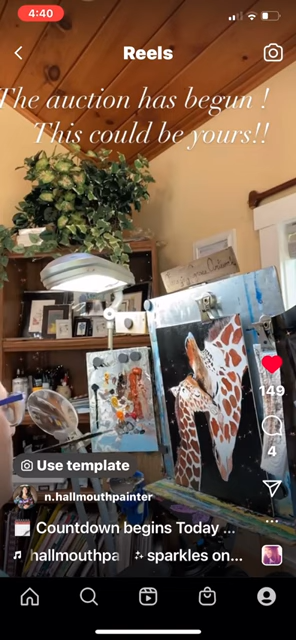 4:40
Reels
The auction has begun !
This could be yours!!
149
4
Use template
n.hallmouthpainter
Countdown begins Today ...
hallmouthpa
sparkles on...